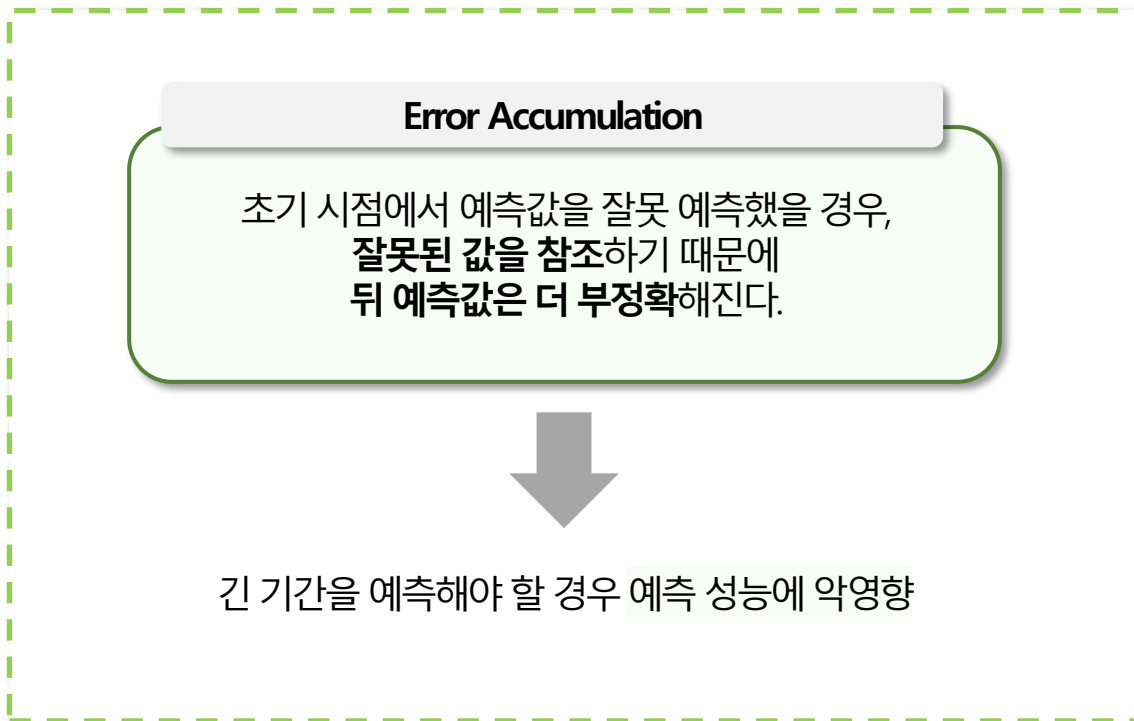 Error Accumulation
초기 시점에서 예측값을 잘못 예측했을 경우,
잘못된 값을 참조하기 때문에
뒤 예측값은 더 부정확해진다.
긴 기간을 예측해야 할 경우 예측 성능에 악영향